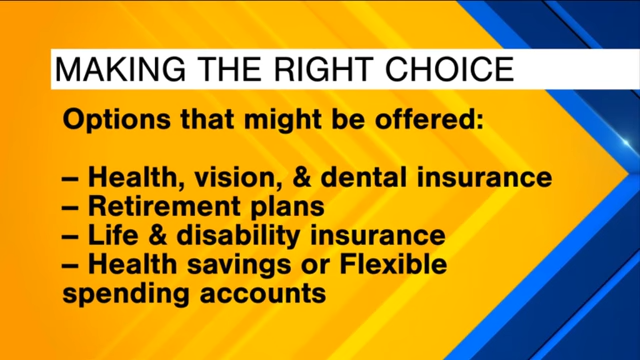 MAKING THE RIGHT CHOICE
Options that might be offered:
– Health, vision, & dental insurance
– Retirement plans
– Life & disability insurance
– Health savings or Flexible
spending accounts